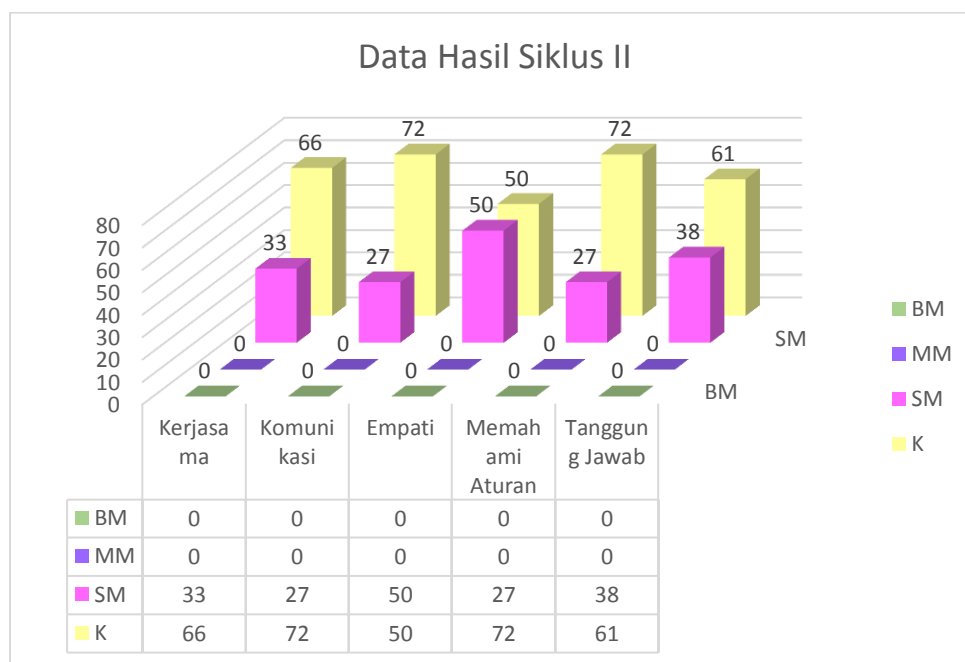 Data Hasil Siklus II
66
72
50
72
61
33
27
50
27
38
0
0
0
0
0
0
0
0
0
0
80
70
60
50
40
30
20
10
0
SM
BM
BM
MM
SM
K
Kerjasa
ma
Komuni
kasi
Empati
Memah
ami
Aturan
Tanggun
g Jawab
BM 0 0 0 0 0
MM 0 0 0 0 0
SM 33 27 50 27 38
K 66 72 50 72 61